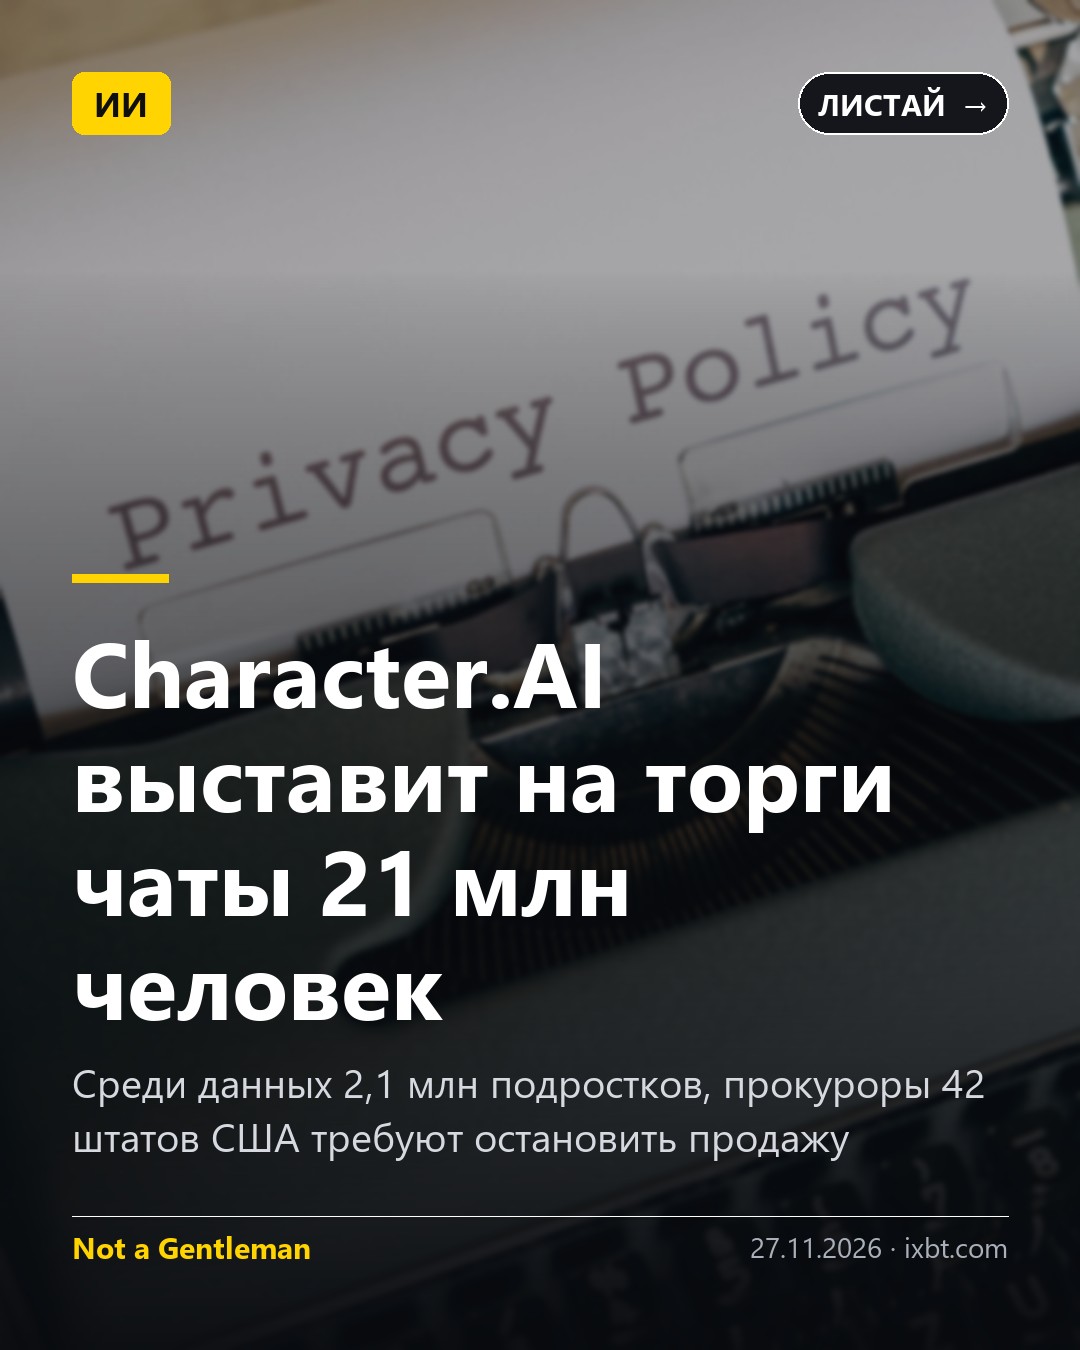 ИИ
ЛИСТАЙ →
Privacy Policy
Character.AI
выставит на торги
чаты 21 млн
человек
Среди данных 2,1 млн подростков, прокуроры 42
штатов США требуют остановить продажу
Not a Gentleman
27.11.2026 · ixbt.com